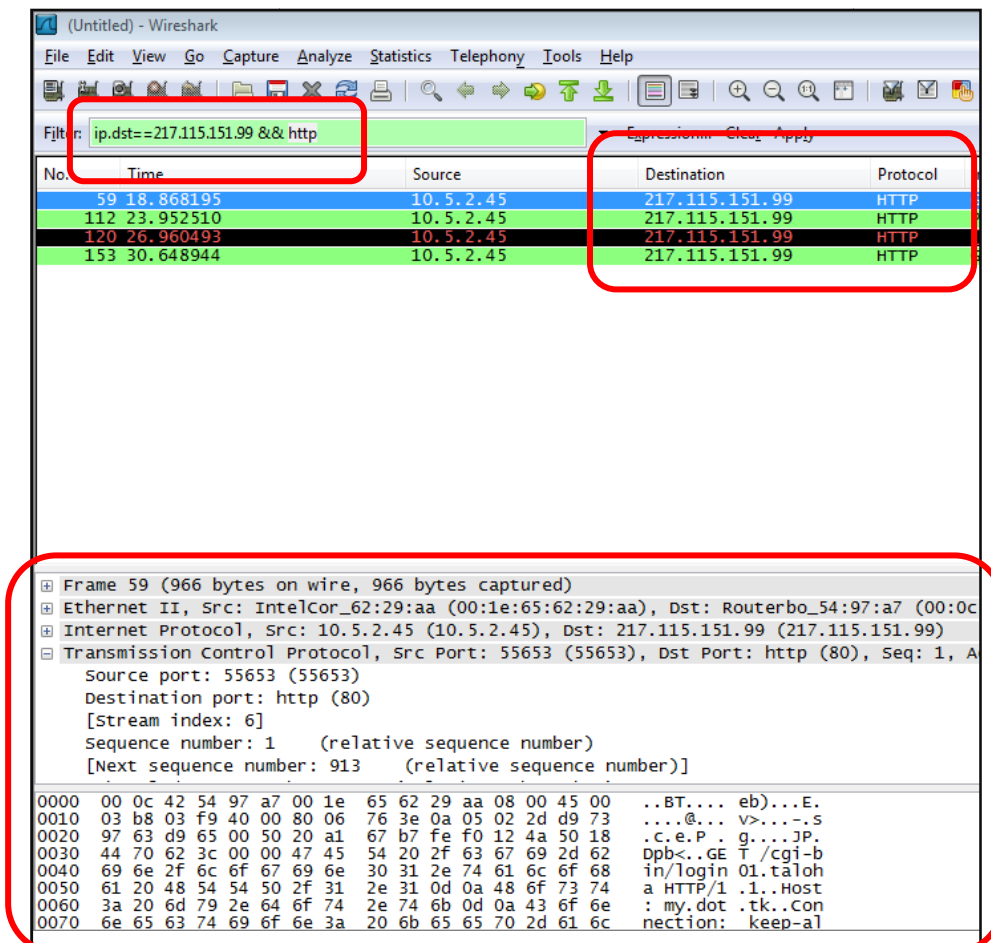 (Untitled) - Wireshark
File Edit View Go Capture Analyze Statistics Telephony Tools Help
Filter: ip.dst==217.115.151.99 && http Expression... Clear Apply
No. Time Source Destination Protocol
59 18.868195 10.5.2.45 217.115.151.99 HTTP
112 23.952510 10.5.2.45 217.115.151.99 HTTP
120 26.960493 10.5.2.45 217.115.151.99 HTTP
153 30.648944 10.5.2.45 217.115.151.99 HTTP
Frame 59 (966 bytes on wire, 966 bytes captured)
Ethernet II, Src: IntelCor_62:29:aa (00:1e:65:62:29:aa), Dst: Routerbo_54:97:a7 (00:0c
Internet Protocol, Src: 10.5.2.45 (10.5.2.45), Dst: 217.115.151.99 (217.115.151.99)
Transmission Control Protocol, Src Port: 55653 (55653), Dst Port: http (80), Seq: 1,
Source port: 55653 (55653)
Destination port: http (80)
[Stream index: 6]
Sequence number: 1 (relative sequence number)
[Next sequence number: 913 (relative sequence number)]
0000 00 0c 42 54 97 a7 00 1e 65 62 29 aa 08 00 45 00 ..BT.... eb)...E.
0010 03 b8 03 f9 40 00 80 06 76 3e 0a 05 02 2d d9 73 ....@... v>...-.s
0020 97 63 d9 65 00 50 20 a1 67 b7 fe f0 12 4a 50 18 .c.e.P . g....JP.
0030 44 70 62 3c 00 00 47 45 54 20 2f 63 67 69 2d 62 Dpb<..GE T /cgi-b
0040 69 6e 2f 6c 6f 67 69 6e 30 31 2e 74 61 6c 6f 68 in/login 01.taloh
0050 61 20 48 54 54 50 2f 31 2e 31 0d 0a 48 6f 73 74 a HTTP/1 .1..Host
0060 3a 20 6d 79 2e 64 6f 74 2e 74 6b 0d 0a 43 6f 6e : my.dot .tk..Con
0070 6e 65 63 74 69 6f 6e 3a 20 6b 65 65 70 2d 61 6c nection: keep-al